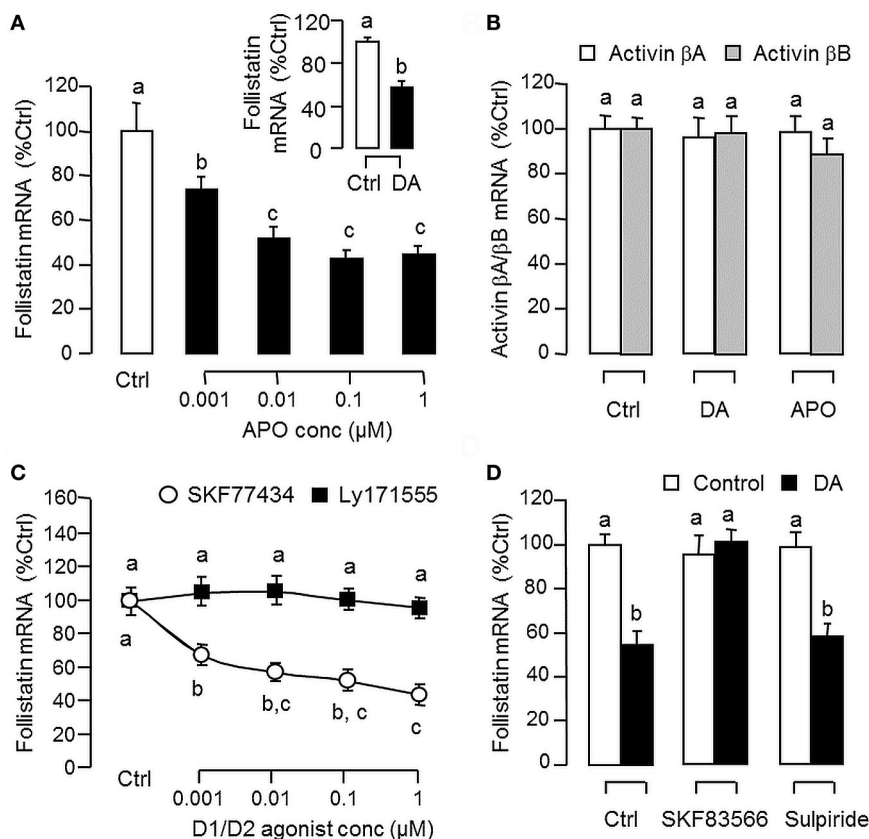 A
Follistatin mRNA (%Ctrl)
120
100
80
60
40
20
0
a
b
c
c
c
Ctrl
0.001 0.01 0.1 1
APO conc (µM)
Follistatin
mRNA (%Ctrl)
120
80
40
0
a
b
Ctrl DA
B
Activin βA Activin βB
Activin βA/βB mRNA (%Ctrl)
120
100
80
60
40
20
0
a a a a a a
Ctrl DA APO
C
SKF77434 Ly171555
Follistatin mRNA (%Ctrl)
160
140
120
100
80
60
40
20
0
a a a a
a
b
b,c
b, c
c
Ctrl
0.001 0.01 0.1 1
D1/D2 agonist conc (µM)
D
Control DA
Follistatin mRNA (%Ctrl)
120
100
80
60
40
20
0
a b a a a b
Ctrl SKF83566 Sulpiride